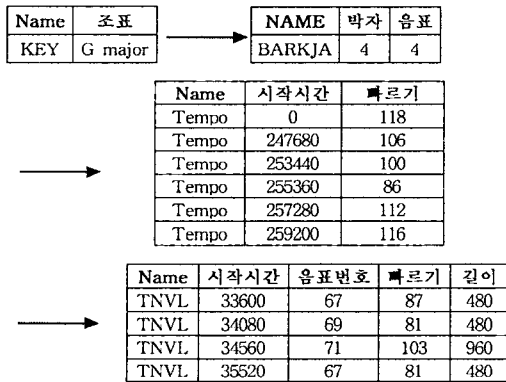 Name 조표 NAME 박자 음표
KEY G major BARKJA 4 4
Name 시작시간 빠르기
Tempo 0 118
Tempo 247680 106
Tempo 253440 100
Tempo 255360 86
Tempo 257280 112
Tempo 259200 116
Name 시작시간 음표번호 빠르기 길이
TNVL 33600 67 87 480
TNVL 34080 69 81 480
TNVL 34560 71 103 960
TNVL 35520 67 81 480